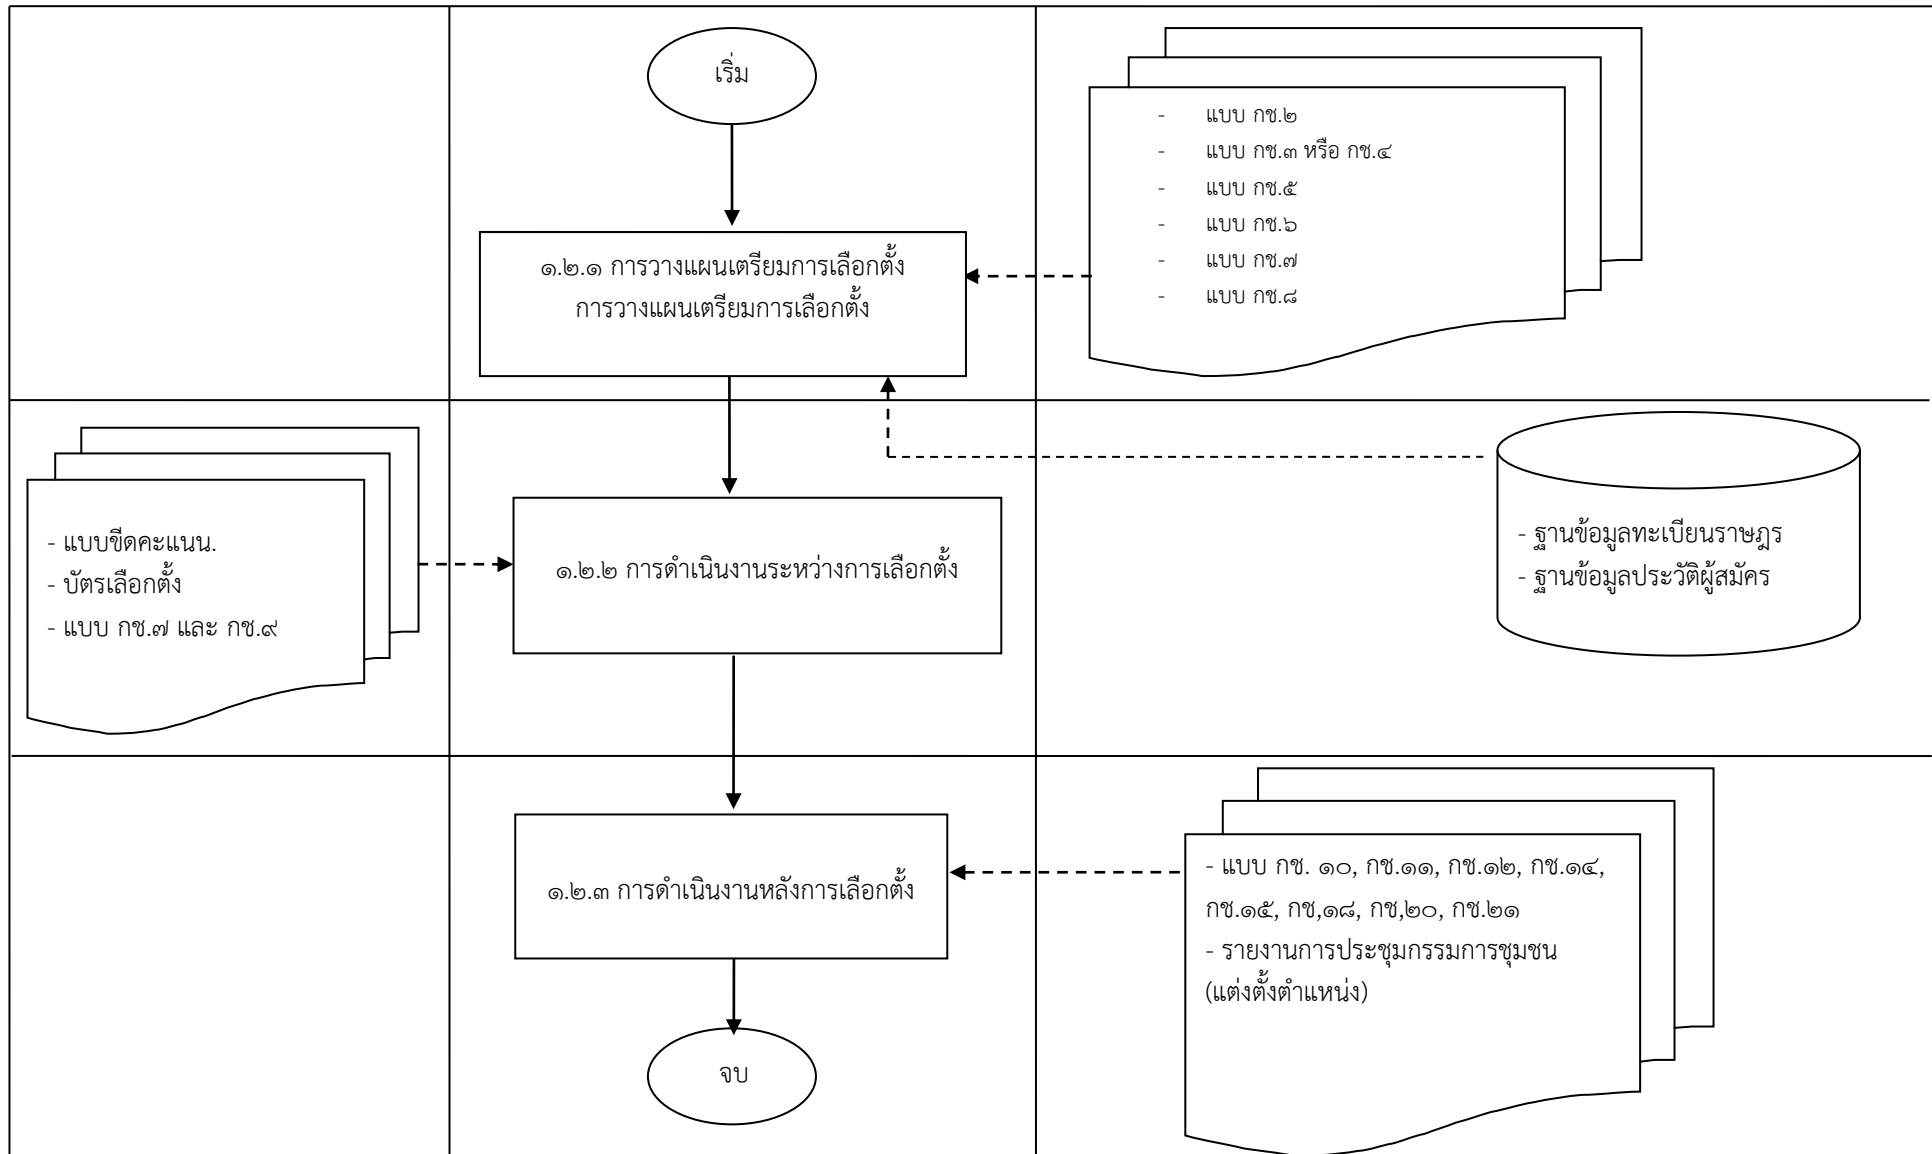 เริ่ม
- แบบ กช.๒
- แบบ กช.๓ หรือ กช.๔
- แบบ กช.๕
- แบบ กช.๖
- แบบ กช.๗
- แบบ กช.๘
๑.๒.๑ การวางแผนเตรียมการเลือกตั้ง
การวางแผนเตรียมการเลือกตั้ง
- แบบขีดคะแนน.
- บัตรเลือกตั้ง
- แบบ กช.๗ และ กช.๙
๑.๒.๒ การดำเนินงานระหว่างการเลือกตั้ง
- ฐานข้อมูลทะเบียนราษฎร
- ฐานข้อมูลประวัติผู้สมัคร
๑.๒.๓ การดำเนินงานหลังการเลือกตั้ง
- แบบ กช. ๑๐, กช.๑๑, กช.๑๒, กช.๑๔,
กช.๑๕, กช,๑๘, กช,๒๐, กช.๒๑
- รายงานการประชุมกรรมการชุมชน
(แต่งตั้งตำแหน่ง)
จบ